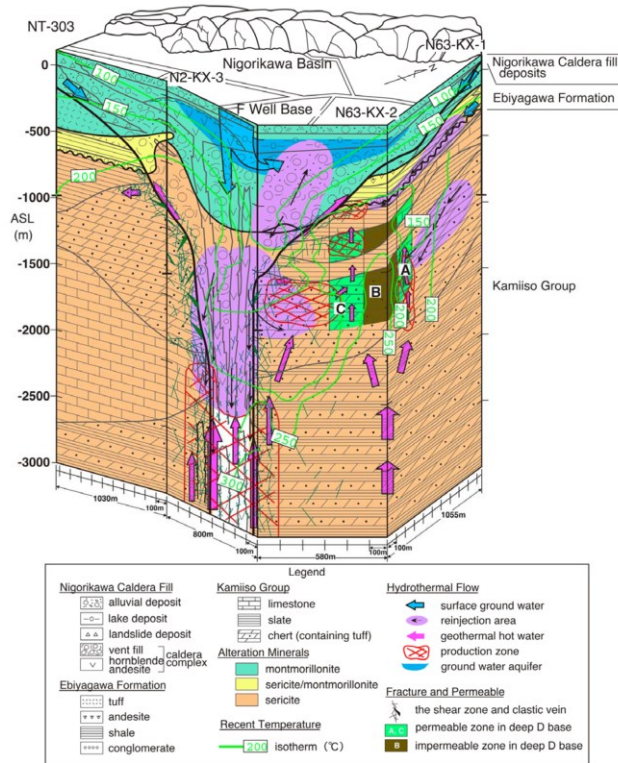 NT-303
N63-KX-1
Nigorikawa Basin
Nigorikawa Caldera fill
deposits
N2-KX-3
Ebiyagawa Formation
F Well Base
N63-KX-2
0
-500
-1000
ASL
(m)
-1500
-2000
-2500
-3000
100
150
200
100
150
150
A
B
C
200
200
250
250
300
Kamiiso Group
1030m
100m
800m
100m
580m
100m
100m
1055m
Legend
Nigorikawa Caldera Fill
alluvial deposit
lake deposit
landslide deposit
vent fill
hornblende
andesite
caldera
complex
Ebiyagawa Formation
tuff
andesite
shale
conglomerate
Kamiiso Group
limestone
slate
chert (containing tuff)
Alteration Minerals
montmorillonite
sericite/montmorillonite
sericite
Recent Temperature
200 isotherm (℃)
Hydrothermal Flow
surface ground water
reinjection area
geothermal hot water
production zone
ground water aquifer
Fracture and Permeable
the shear zone and clastic vein
A, C permeable zone in deep D base
B impermeable zone in deep D base